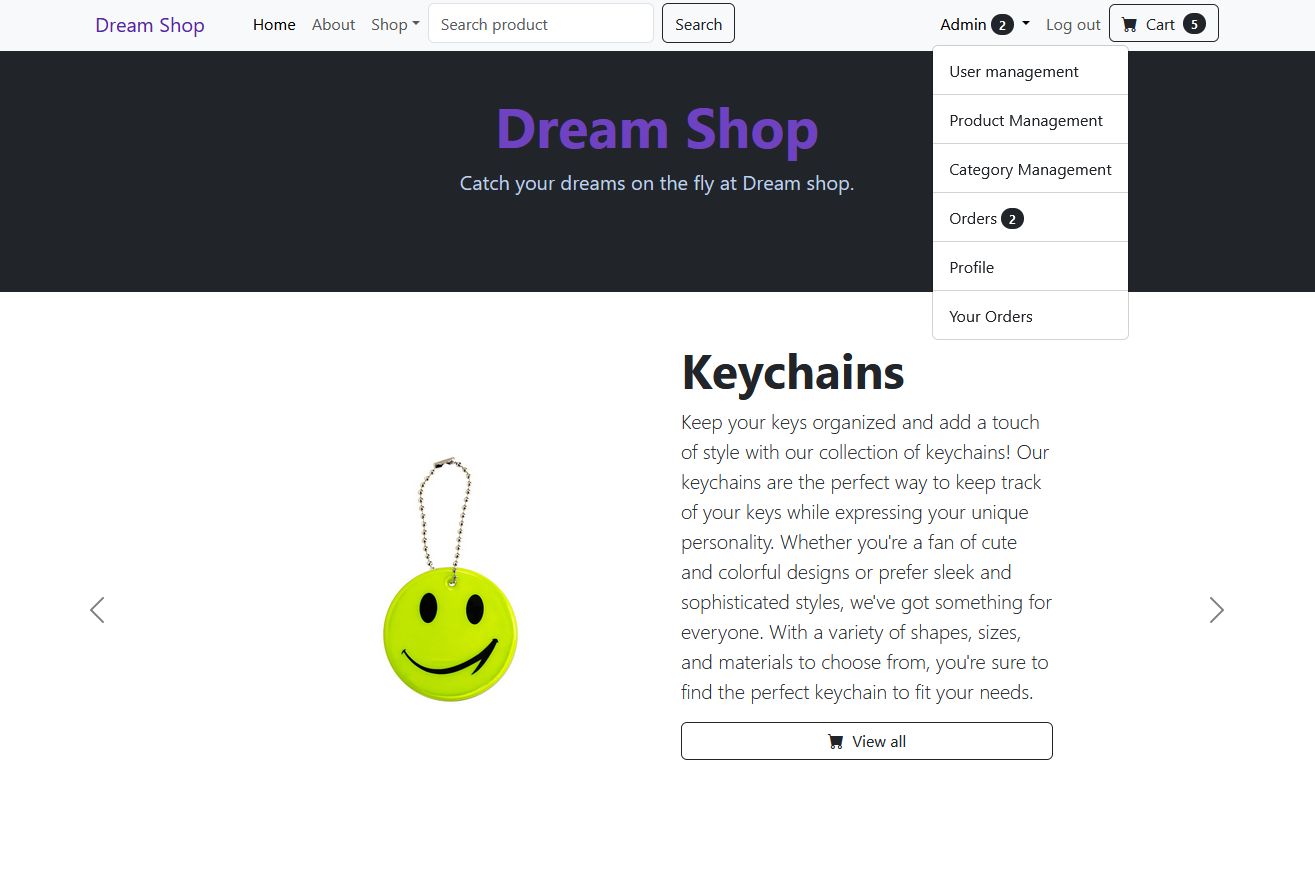 Dream Shop
Home
About
Shop
Search product
Search
Admin 2
Log out
Cart 5
User management
Product Management
Category Management
Orders 2
Profile
Your Orders
Dream Shop
Catch your dreams on the fly at Dream shop.
Keychains
Keep your keys organized and add a touch
of style with our collection of keychains! Our
keychains are the perfect way to keep track
of your keys while expressing your unique
personality. Whether you're a fan of cute
and colorful designs or prefer sleek and
sophisticated styles, we've got something for
everyone. With a variety of shapes, sizes,
and materials to choose from, you're sure to
find the perfect keychain to fit your needs.
View all